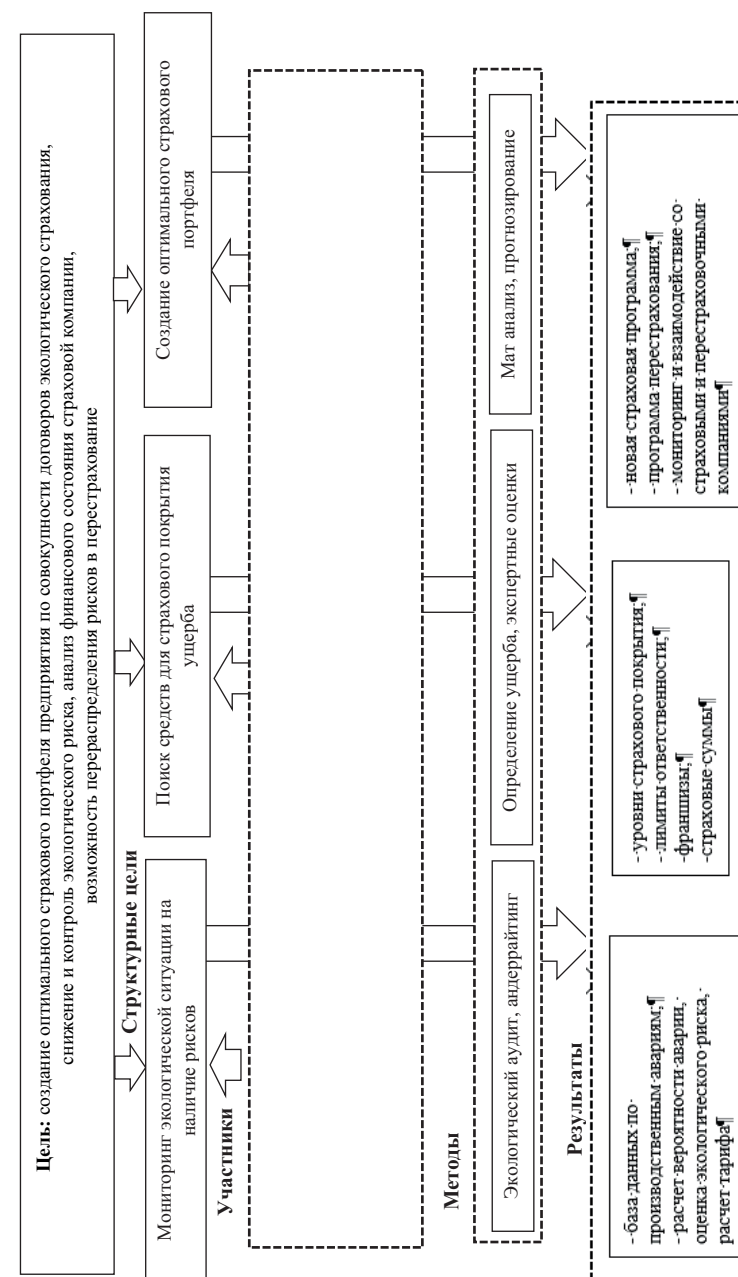 Цель: создание оптимального страхового портфеля предприятия по совокупности договоров экологического страхования,
снижение и контроль экологического риска, анализ финансового состояния страховой компании,
возможность перераспределения рисков в перестрахование
Структурные цели
Мониторинг экологической ситуации на
наличие рисков
Поиск средств для страхового покрытия
ущерба
Создание оптимального страхового
портфеля
Участники
Методы
Экологический аудит, андеррайтинг
Определение ущерба, экспертные оценки
Мат анализ, прогнозирование
Результаты
-·база·данных·по·
производственным·авариям;¶
-·расчет·вероятности·аварии,·
оценка·экологического·риска,·
расчет·тарифа¶
-·уровни·страхового·покрытия;¶
-·лимиты·ответственности;¶
-франшизы;¶
-страховые·суммы¶
-·новая·страховая·программа;¶
-·программа·перестрахования;¶
-·мониторинг·и·взаимодействие·со·
страховыми·и·перестраховочными·
компаниями¶